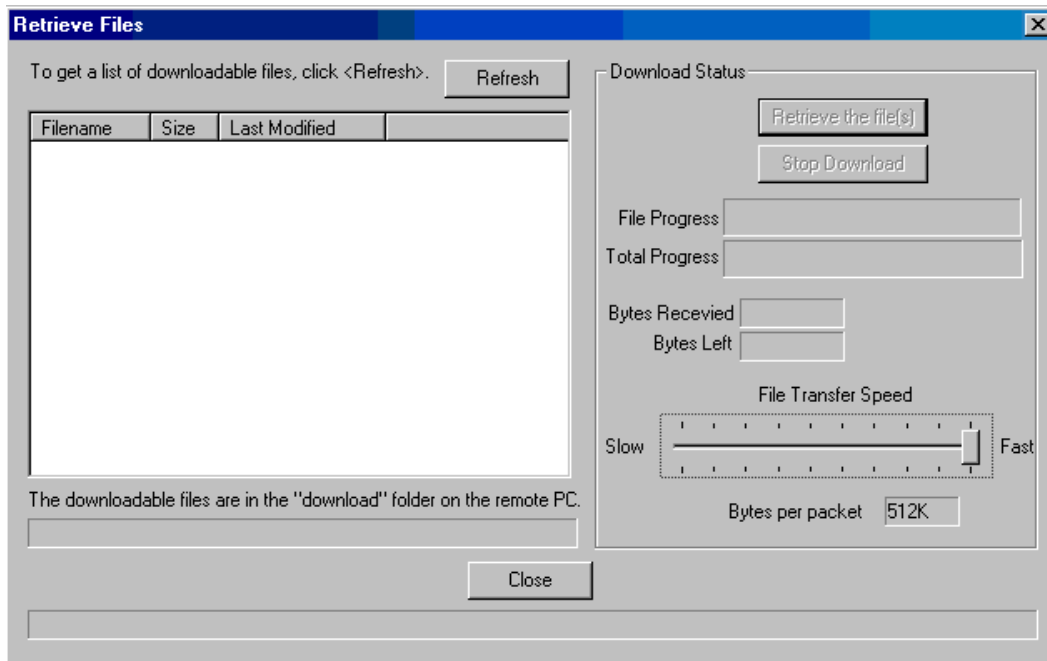 Retrieve Files
To get a list of downloadable files, click <Refresh>.
Refresh
Filename Size Last Modified
The downloadable files are in the "download" folder on the remote PC.
Download Status
Retrieve the file(s)
Stop Download
File Progress
Total Progress
Bytes Recevied
Bytes Left
File Transfer Speed
Slow Fast
Bytes per packet 512K
Close